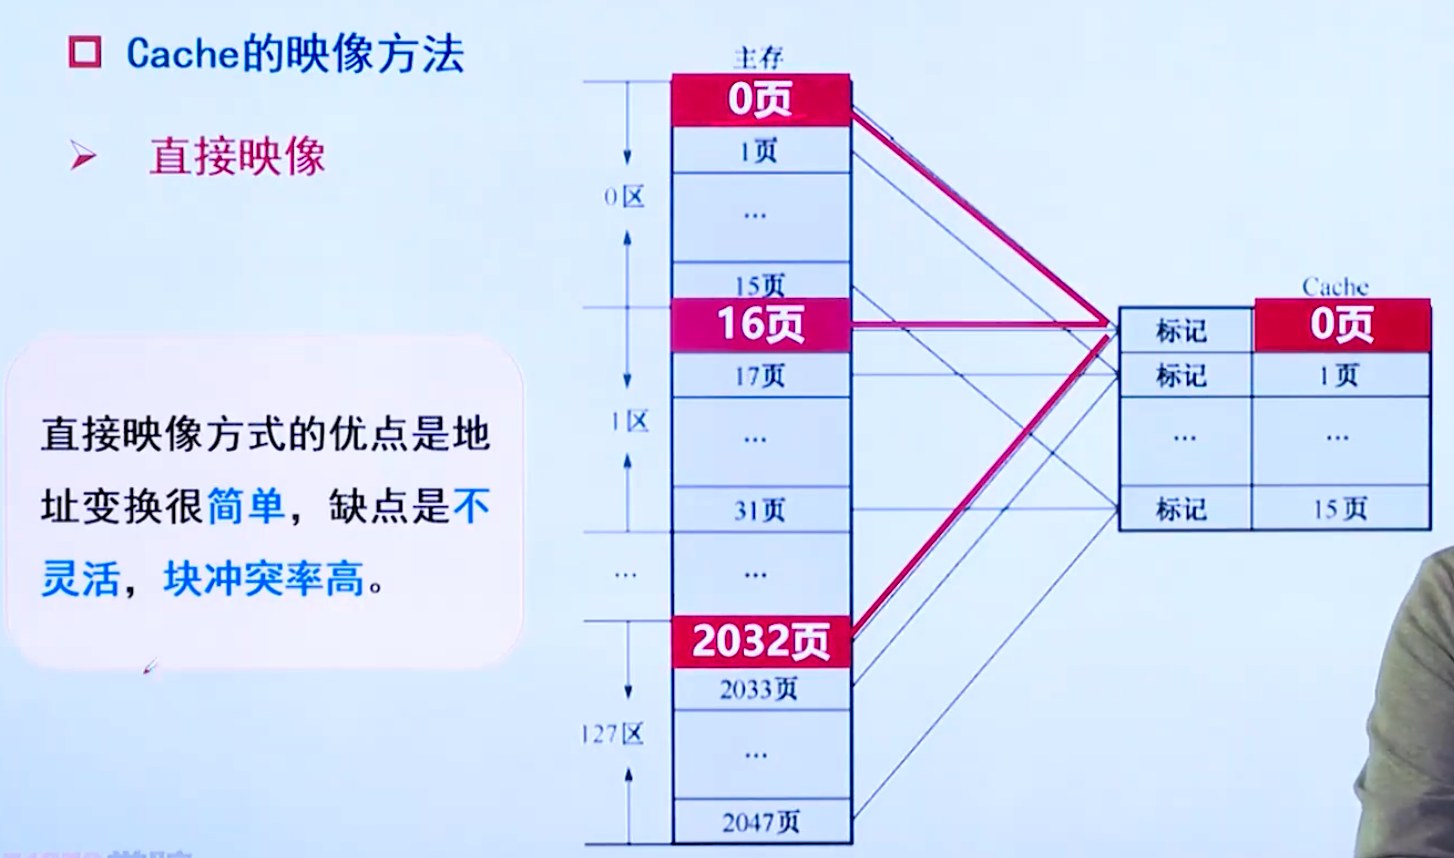 Cache的映像方法
直接映像
直接映像方式的优点是地
址变换很简单，缺点是不
灵活，块冲突率高。
主存
0页
1页
...
15页
16页
17页
...
31页
...
2032页
2033页
...
2047页
0区
1区
...
127区
Cache
标记 0页
标记 1页
... ...
标记 15页